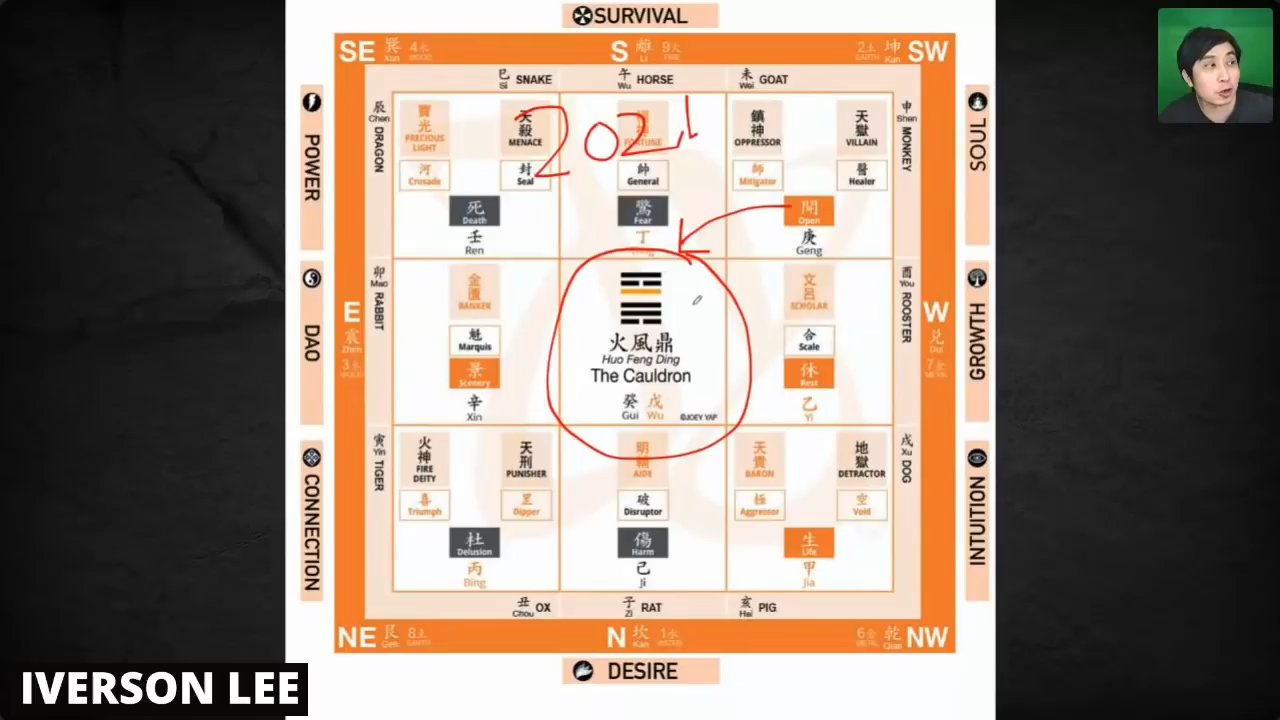 SURVIVAL
SE 巽 Xun 4木 WOOD
S 離 Li 9火 FIRE
2土 EARTH 坤 Kun SW
巳 Si SNAKE
午 Wu HORSE
未 Wei GOAT
POWER
辰 Chen DRAGON
寶光 PRECIOUS LIGHT
天殺 MENACE
河 Crusade
封 Seal
死 Death
壬 Ren
2021
FORTUNE
帥 General
驚 Fear
丁
鎮神 OPPRESSOR
天獄 VILLAIN
師 Mitigator
醫 Healer
開 Open
庚 Geng
申 Shen MONKEY
SOUL
DAO
E 震 Zhen 3木 WOOD
卯 Mao RABBIT
金匱 BANKER
魁 Marquis
景 Scenery
辛 Xin
火風鼎
Huo Feng Ding
The Cauldron
癸 Gui 戊 Wu
©JOEY YAP
文呂 SCHOLAR
合 Scale
休 Rest
乙 Yi
酉 You ROOSTER
W 兌 Dui 7金 METAL
GROWTH
CONNECTION
寅 Yin TIGER
火神 FIRE DEITY
天刑 PUNISHER
喜 Triumph
罡 Dipper
杜 Delusion
丙 Bing
明輔 AIDE
破 Disruptor
傷 Harm
己 Ji
天貴 BARON
地獄 DETRACTOR
極 Aggressor
空 Void
生 Life
甲 Jia
戌 Xu DOG
INTUITION
丑 Chou OX
子 Zi RAT
亥 Hai PIG
NE 艮 Gen 8土 EARTH
N 坎 Kan 1水 WATER
6金 METAL 乾 Qian NW
DESIRE
IVERSON LEE